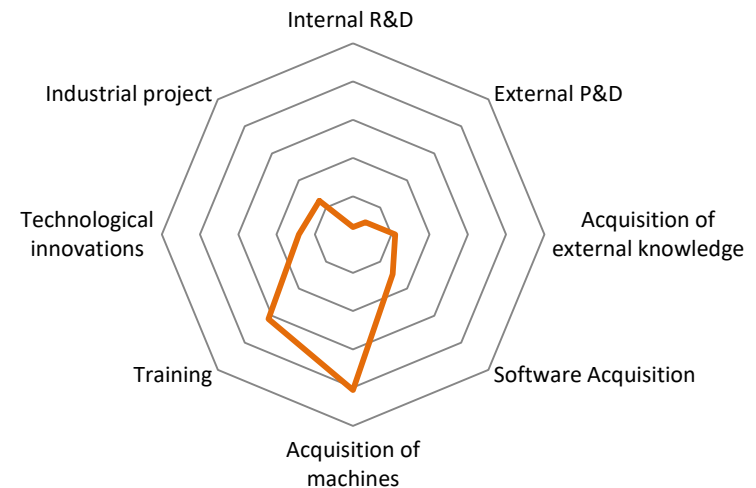 Internal R&D
Industrial project
External P&D
Technological
innovations
Acquisition of
external knowledge
Training
Software Acquisition
Acquisition of
machines